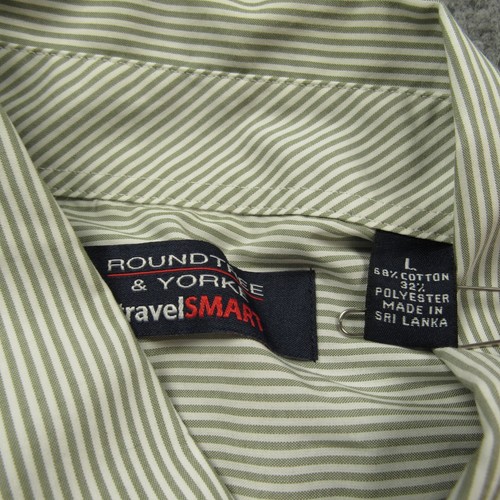 ROUNDTREE
& YORKE
travelSMART
L
68% COTTON
32%
POLYESTER
MADE IN
SRI LANKA